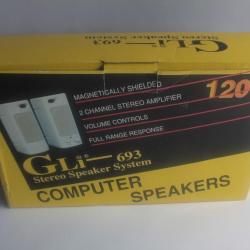 GLi-693
Stereo Speaker System
MAGNETICALLY SHIELDED
2 CHANNEL STEREO AMPLIFIER
VOLUME CONTROLS
FULL RANGE RESPONSE
120
GLi-693
Stereo Speaker System
COMPUTER SPEAKERS